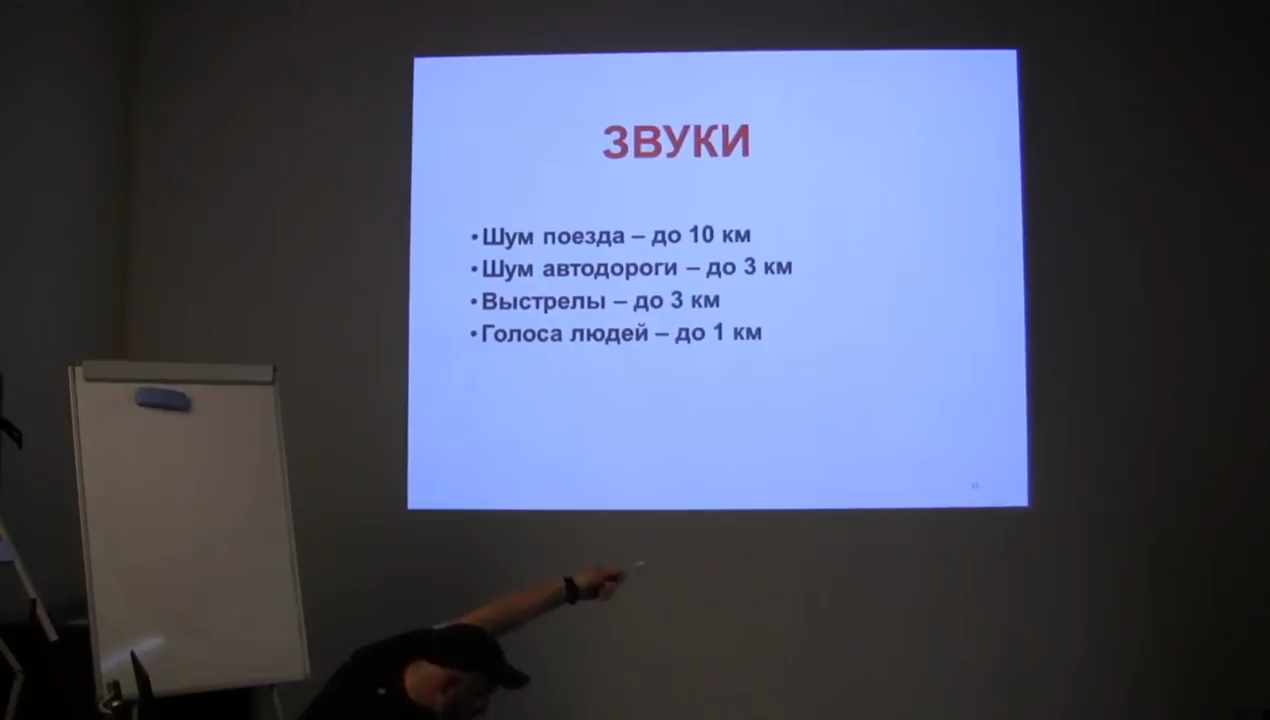 ЗВУКИ
•Шум поезда – до 10 км
•Шум автодороги – до 3 км
•Выстрелы – до 3 км
•Голоса людей – до 1 км